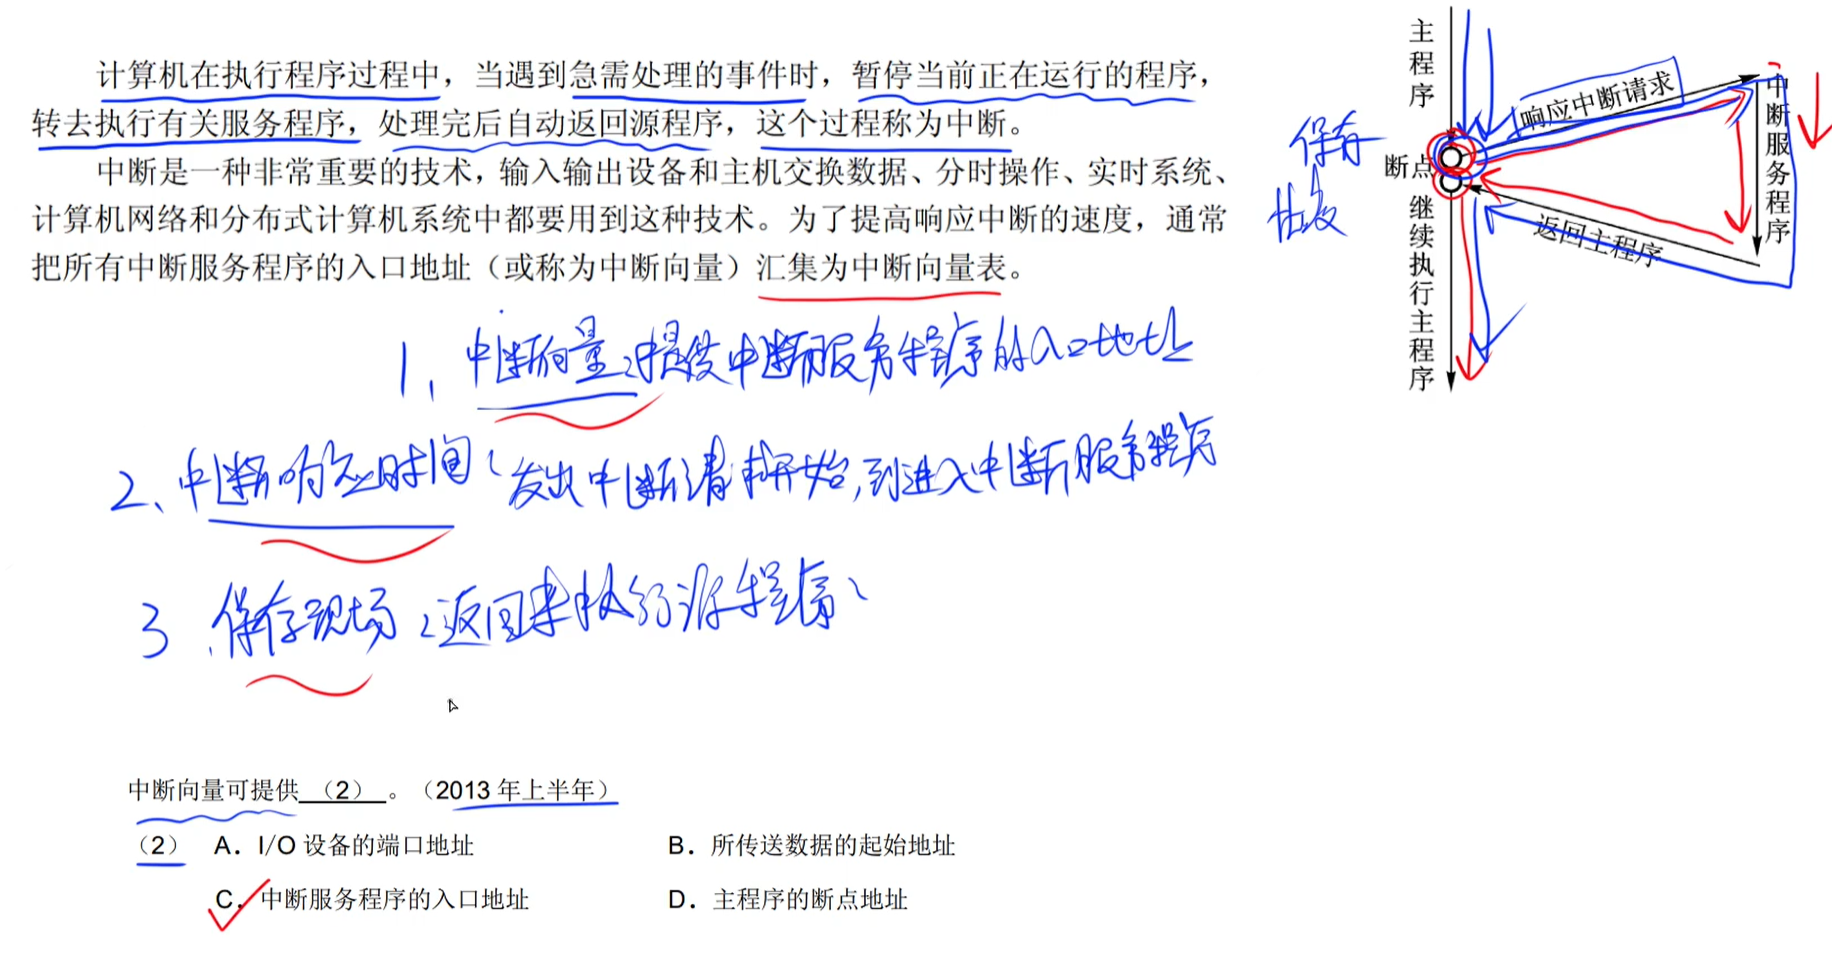 计算机在执行程序过程中，当遇到急需处理的事件时，暂停当前正在运行的程序，
转去执行有关服务程序，处理完后自动返回源程序，这个过程称为中断。
中断是一种非常重要的技术，输入输出设备和主机交换数据、分时操作、实时系统、
计算机网络和分布式计算机系统中都要用到这种技术。为了提高响应中断的速度，通常
把所有中断服务程序的入口地址（或称为中断向量）汇集为中断向量表。
主程序
响应中断请求
中断服务程序
保存
断点
返回主程序
继续执行主程序
1、中断向量：提供中断服务程序的入口地址
2、中断响应时间：发出中断请求开始，到进入中断服务程序
3、保存现场：返回来执行源程序
中断向量可提供（2）。（2013 年上半年）
（2） A．I/O 设备的端口地址 B．所传送数据的起始地址
C．中断服务程序的入口地址 D．主程序的断点地址